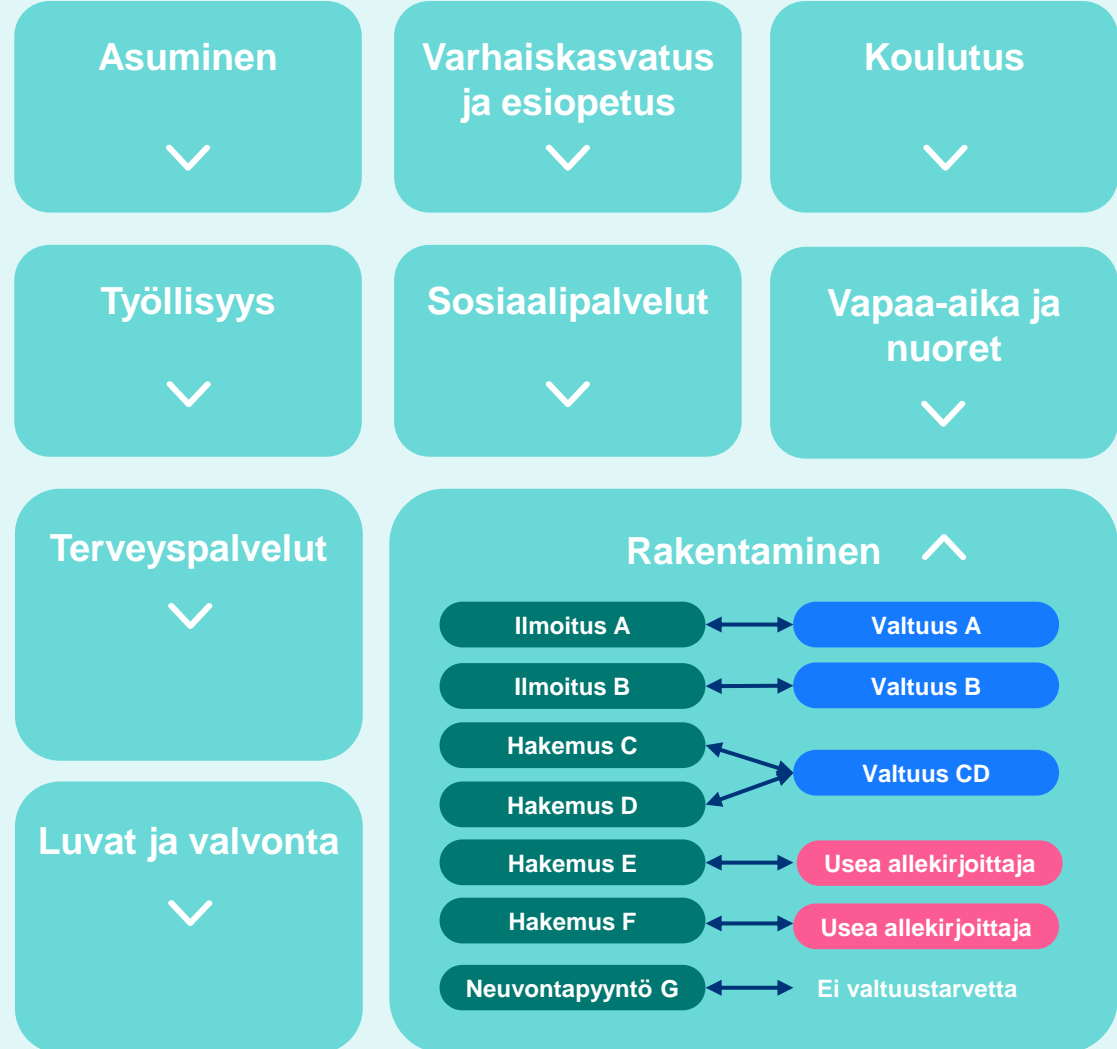 Asuminen
Varhaiskasvatus
ja esiopetus
Koulutus
Työllisyys
Sosiaalipalvelut
Vapaa-aika ja
nuoret
Terveyspalvelut
Luvat ja valvonta
Rakentaminen
Ilmoitus A
Valtuus A
Ilmoitus B
Valtuus B
Hakemus C
Hakemus D
Valtuus CD
Hakemus E
Usea allekirjoittaja
Hakemus F
Usea allekirjoittaja
Neuvontapyyntö G
Ei valtuustarvetta